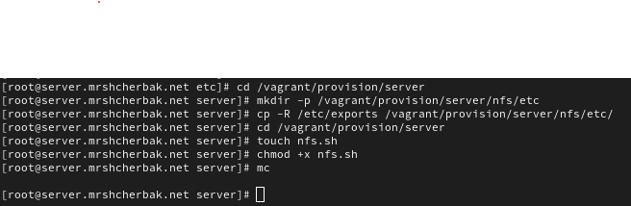 [root@server.mrshcherbak.net etc]# cd /vagrant/provision/server
[root@server.mrshcherbak.net server]# mkdir -p /vagrant/provision/server/nfs/etc
[root@server.mrshcherbak.net server]# cp -R /etc/exports /vagrant/provision/server/nfs/etc/
[root@server.mrshcherbak.net server]# cd /vagrant/provision/server
[root@server.mrshcherbak.net server]# touch nfs.sh
[root@server.mrshcherbak.net server]# chmod +x nfs.sh
[root@server.mrshcherbak.net server]# mc
[root@server.mrshcherbak.net server]#